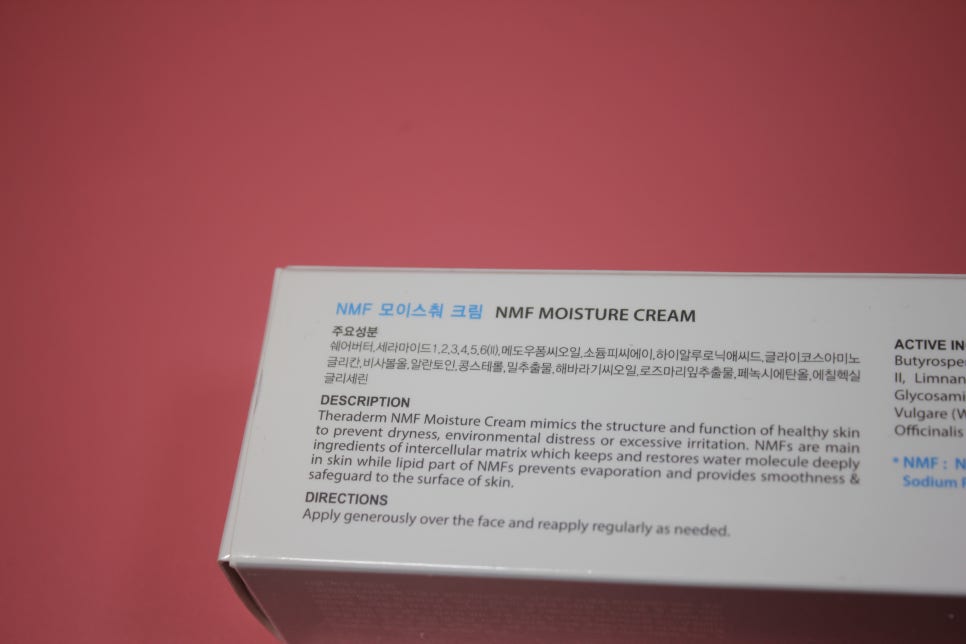 NMF 모이스춰 크림 NMF MOISTURE CREAM
주요성분
쉐어버터,세라마이드1,2,3,4,5,6(II),메도우폼씨오일,소듐피씨에이,하이알루로닉애씨드,글라이코스아미노
글리칸,비사볼올,알란토인,콩스테롤,밀추출물,해바라기씨오일,로즈마리잎추출물,페녹시에탄올,에칠헥실
글리세린
DESCRIPTION
Theraderm NMF Moisture Cream mimics the structure and function of healthy skin
to prevent dryness, environmental distress or excessive irritation. NMFs are main
ingredients of intercellular matrix which keeps and restores water molecule deeply
in skin while lipid part of NMFs prevents evaporation and provides smoothness &
safeguard to the surface of skin.
DIRECTIONS
Apply generously over the face and reapply regularly as needed.
ACTIVE IN
Butyrospe
II, Limnan
Glycosami
Vulgare (W
Officinalis
* NMF : N
Sodium P